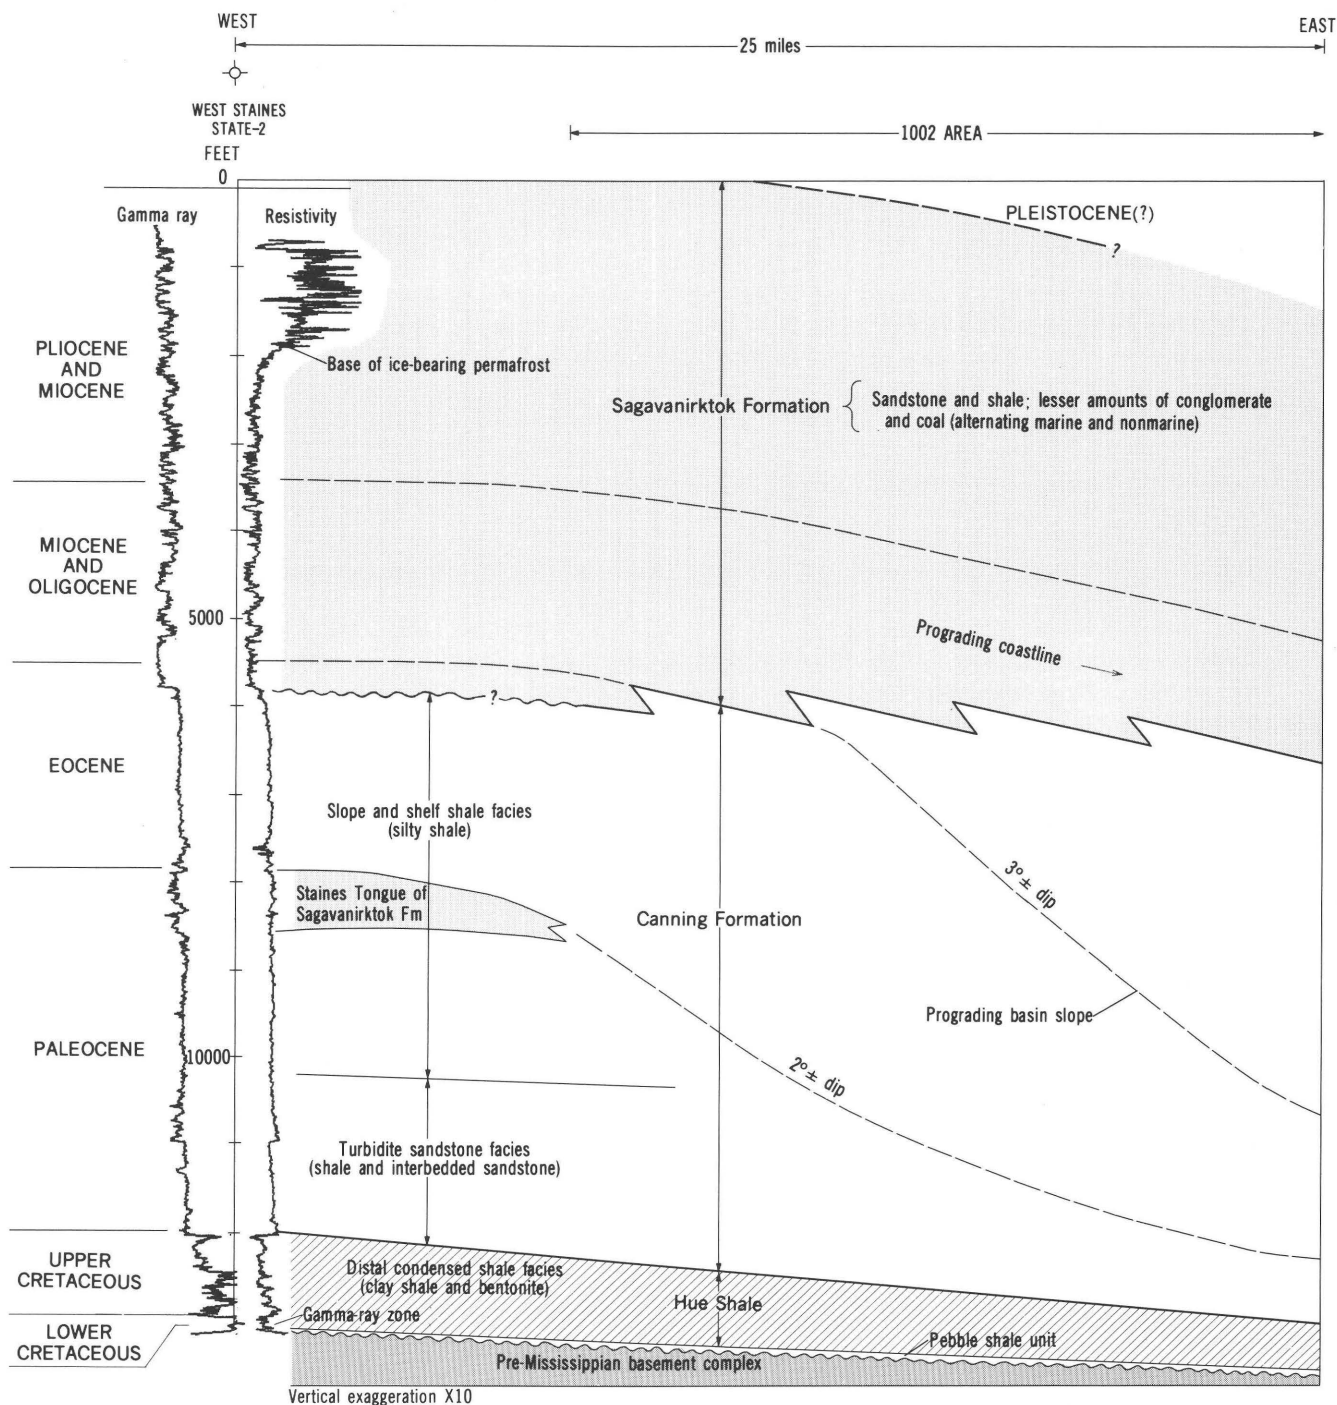 WEST
EAST
25 miles
WEST STAINES
STATE-2
1002 AREA
FEET
0
Gamma ray
Resistivity
PLEISTOCENE(?)
?
PLIOCENE
AND
MIOCENE
Base of ice-bearing permafrost
Sagavanirktok Formation
Sandstone and shale; lesser amounts of conglomerate
and coal (alternating marine and nonmarine)
MIOCENE
AND
OLIGOCENE
5000
Prograding coastline
?
EOCENE
Slope and shelf shale facies
(silty shale)
3° ± dip
Staines Tongue of
Sagavanirktok Fm
Canning Formation
Prograding basin slope
PALEOCENE
10000
2° ± dip
Turbidite sandstone facies
(shale and interbedded sandstone)
UPPER
CRETACEOUS
Distal condensed shale facies
(clay shale and bentonite)
Hue Shale
Gamma-ray zone
LOWER
CRETACEOUS
Pebble shale unit
Pre-Mississippian basement complex
Vertical exaggeration X10